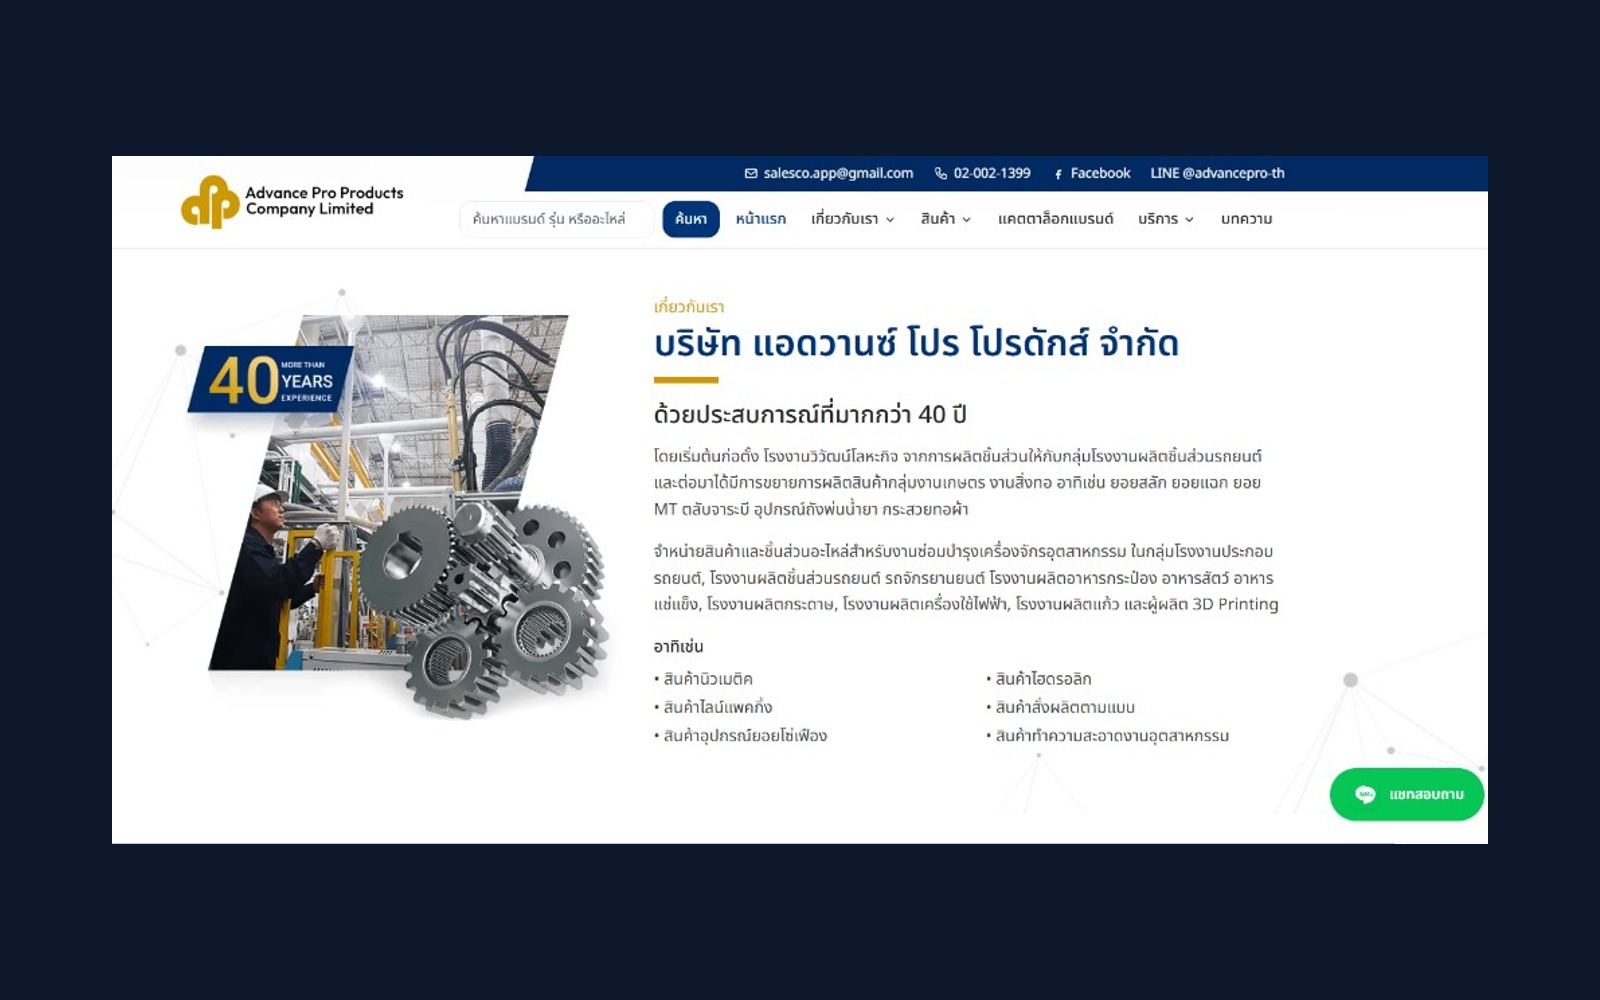 Advance Pro Products
Company Limited
salesco.app@gmail.com 02-002-1399 Facebook LINE @advancepro-th
ค้นหาแบรนด์ รุ่น หรืออะไหล่ ค้นหา หน้าแรก เกี่ยวกับเรา สินค้า แคตตาล็อกแบรนด์ บริการ บทความ
40 MORE THAN
YEARS
EXPERIENCE
เกี่ยวกับเรา
บริษัท แอดวานซ์ โปร โปรดักส์ จำกัด
ด้วยประสบการณ์ที่มากกว่า 40 ปี
โดยเริ่มต้นก่อตั้ง โรงงานวิวัฒน์โลหะกิจ จากการผลิตชิ้นส่วนให้กับกลุ่มโรงงานผลิตชิ้นส่วนรถยนต์
และต่อมาได้มีการขยายการผลิตสินค้ากลุ่มงานเกษตร งานสิ่งทอ อาทิเช่น ยอยสลัก ยอยแฉก ยอย
MT ตลับจาระบี อุปกรณ์ถังพ่นน้ำยา กระสวยทอผ้า
จำหน่ายสินค้าและชิ้นส่วนอะไหล่สำหรับงานซ่อมบำรุงเครื่องจักรอุตสาหกรรม ในกลุ่มโรงงานประกอบ
รถยนต์, โรงงานผลิตชิ้นส่วนรถยนต์ รถจักรยานยนต์ โรงงานผลิตอาหารกระป๋อง อาหารสัตว์ อาหาร
แช่แข็ง, โรงงานผลิตกระดาษ, โรงงานผลิตเครื่องใช้ไฟฟ้า, โรงงานผลิตแก้ว และผู้ผลิต 3D Printing
อาทิเช่น
• สินค้านิวเมติค
• สินค้าไฮดรอลิก
• สินค้าไลน์แพคกิ้ง
• สินค้าสั่งผลิตตามแบบ
• สินค้าอุปกรณ์ยอยโซ่เฟือง
• สินค้าทำความสะอาดงานอุตสาหกรรม
แชทสอบถาม